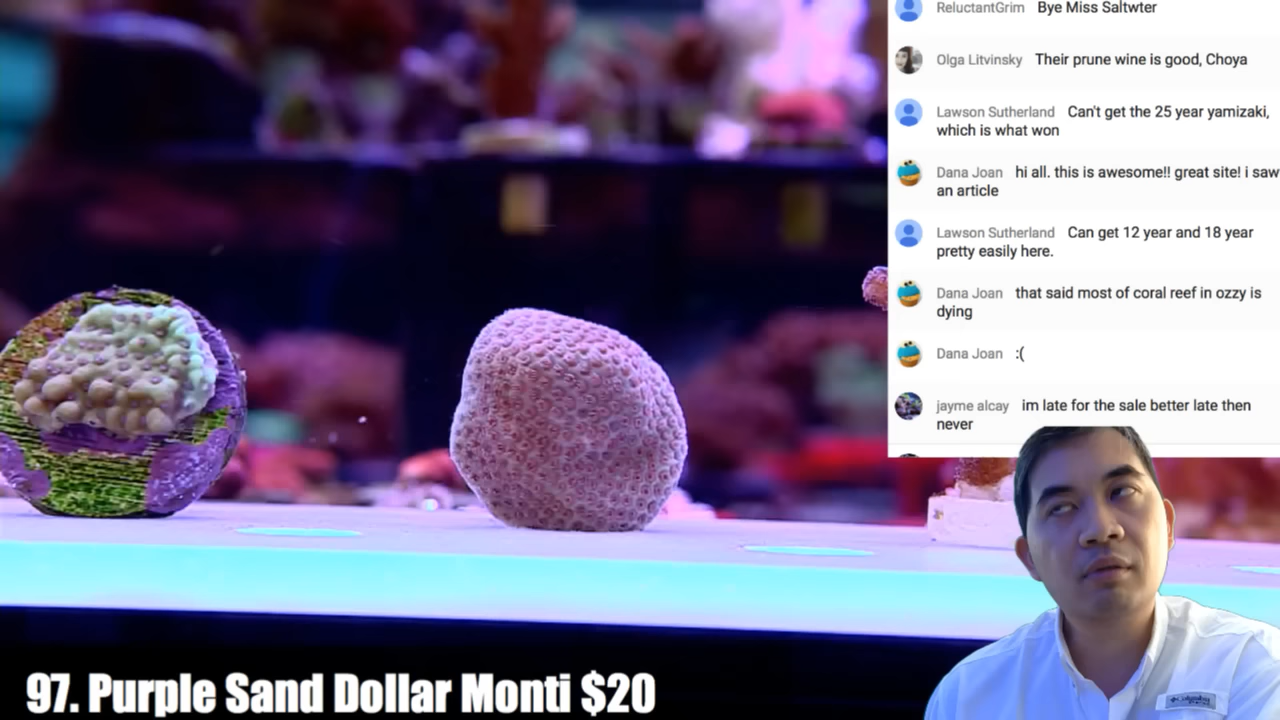 ReluctantGrim Bye Miss Saltwter
Olga Litvinsky Their prune wine is good, Choya
Lawson Sutherland Can't get the 25 year yamizaki,
which is what won
Dana Joan hi all. this is awesome!! great site! i saw
an article
Lawson Sutherland Can get 12 year and 18 year
pretty easily here.
Dana Joan that said most of coral reef in ozzy is
dying
Dana Joan :(
jayme alcay im late for the sale better late then
never
Columbia
97. Purple Sand Dollar Monti $20